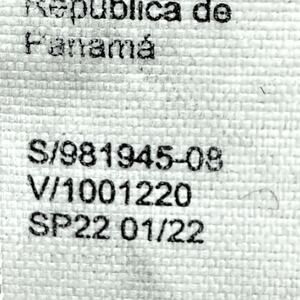 República de
Panamá
S/981945-08
V/1001220
SP22 01/22